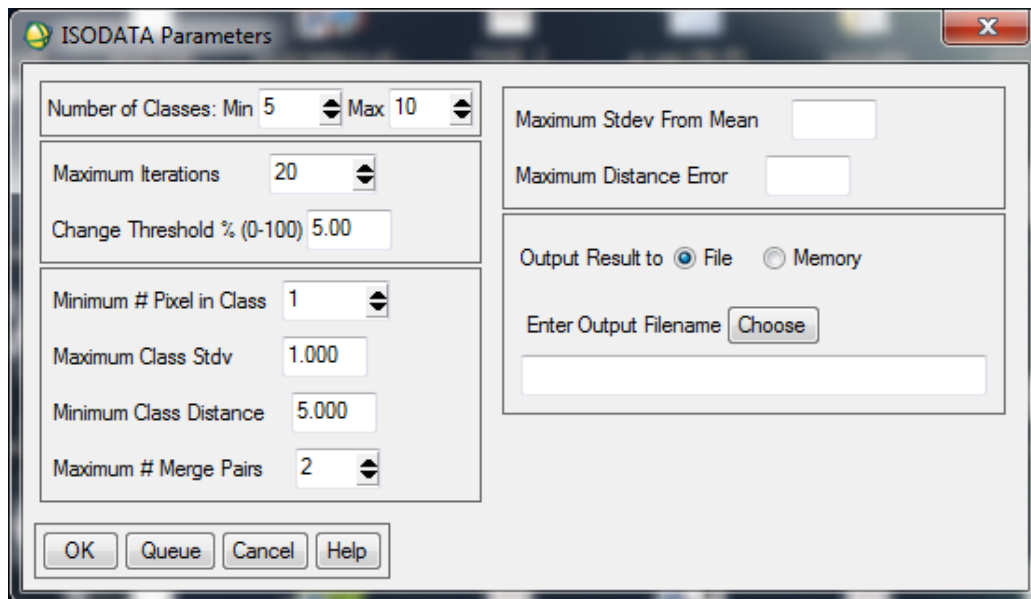 ISODATA Parameters
Number of Classes: Min 5 Max 10
Maximum Iterations 20
Change Threshold % (0-100) 5.00
Minimum # Pixel in Class 1
Maximum Class Stdv 1.000
Minimum Class Distance 5.000
Maximum # Merge Pairs 2
Maximum Stdev From Mean
Maximum Distance Error
Output Result to File Memory
Enter Output Filename Choose
OK Queue Cancel Help